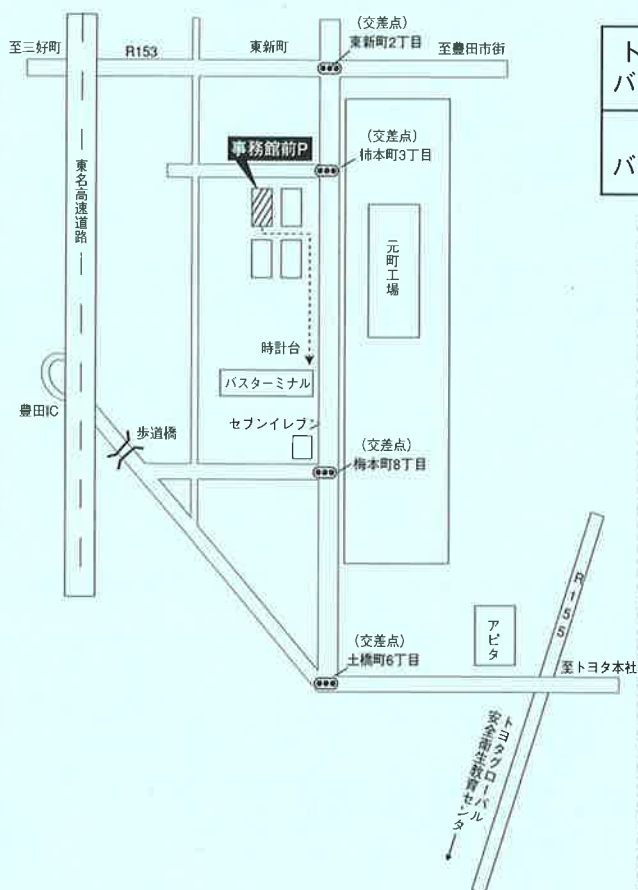 (交差点)
東新町2丁目
至三好町
R153
東新町
至豊田市街
ト
バ
バ
(交差点)
柿本町3丁目
事務館前P
東名高速道路
元町工場
時計台
バスターミナル
豊田IC
セブンイレブン
歩道橋
(交差点)
梅本町8丁目
R155
アピタ
(交差点)
土橋町6丁目
至トヨタ本社
トヨタグローバル
安全衛生教育センタ